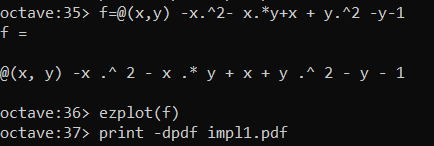 octave:35> f=@(x,y) -x.^2- x.*y+x + y.^2 -y-1
f =
@(x, y) -x .^ 2 - x .* y + x + y .^ 2 - y - 1
octave:36> ezplot(f)
octave:37> print -dpdf impl1.pdf